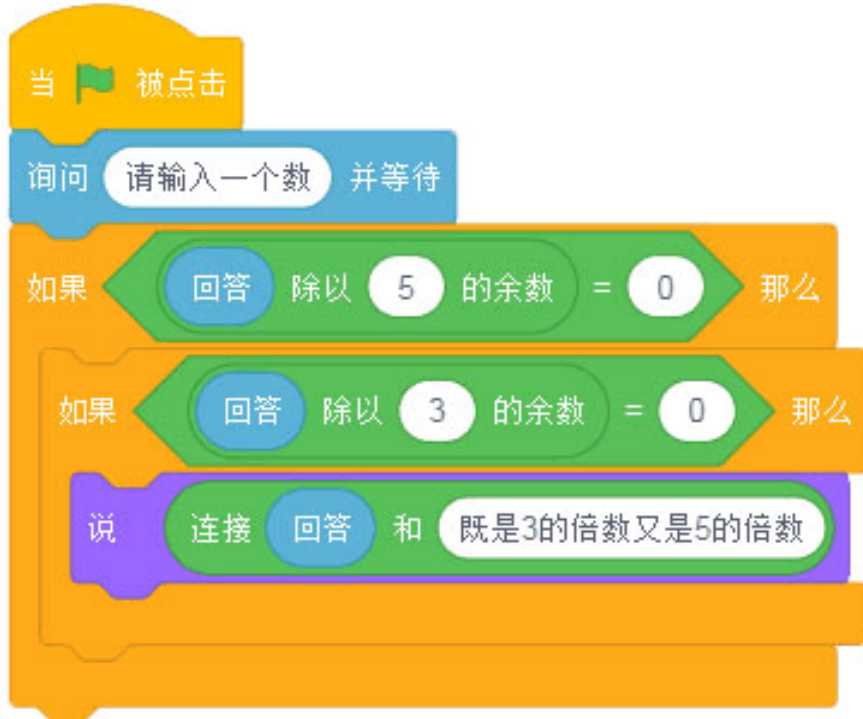 当 被点击
询问 请输入一个数 并等待
如果 回答 除以 5 的余数 = 0 那么
如果 回答 除以 3 的余数 = 0 那么
说 连接 回答 和 既是3的倍数又是5的倍数